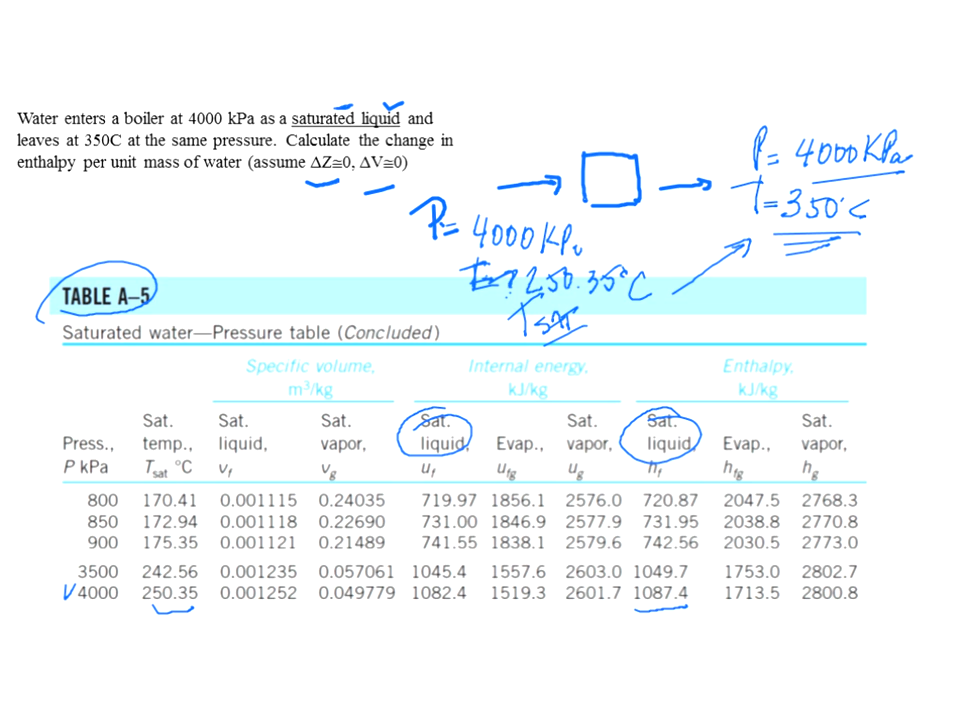 Water enters a boiler at 4000 kPa as a saturated liquid and
leaves at 350C at the same pressure. Calculate the change in
enthalpy per unit mass of water (assume ΔZ≅0, ΔV≅0)
P= 4000 KPa
T= 350°C
P= 4000 KPa
T=? 250.35°C
TSAT
TABLE A–5
Saturated water—Pressure table (Concluded)
Specific volume, Internal energy, Enthalpy,
m³/kg kJ/kg kJ/kg
Sat. Sat. Sat. Sat. Sat. Sat. Sat.
Press., temp., liquid, vapor, liquid, Evap., vapor, liquid, Evap., vapor,
P kPa Tsat °C vf vg uf ufg ug hf hfg hg
800 170.41 0.001115 0.24035 719.97 1856.1 2576.0 720.87 2047.5 2768.3
850 172.94 0.001118 0.22690 731.00 1846.9 2577.9 731.95 2038.8 2770.8
900 175.35 0.001121 0.21489 741.55 1838.1 2579.6 742.56 2030.5 2773.0
3500 242.56 0.001235 0.057061 1045.4 1557.6 2603.0 1049.7 1753.0 2802.7
4000 250.35 0.001252 0.049779 1082.4 1519.3 2601.7 1087.4 1713.5 2800.8